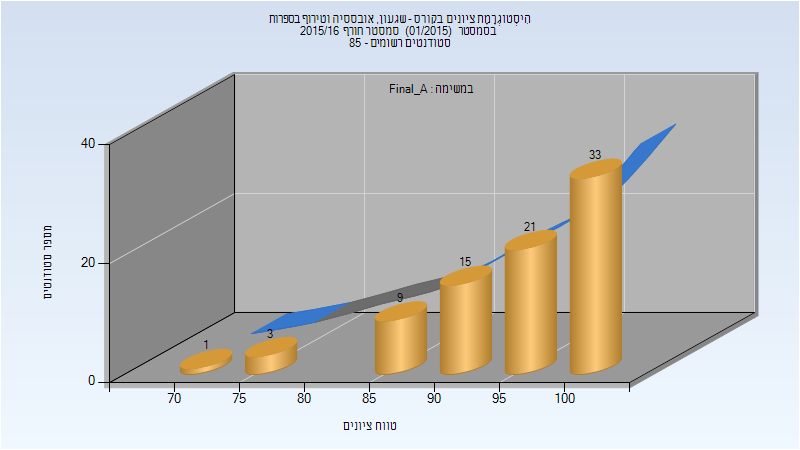 הִיסְטוגְרָמַת ציונים בקורס - שגעון, אובססיה וטירוף בספרות
בסמסטר (01/2015) סמסטר חורף 2015/16
סטודנטים רשומים - 85
במשימה : Final_A
40
20
0
מספר סטודנטים
1
3
9
15
21
33
70
75
80
85
90
95
100
טווח ציונים